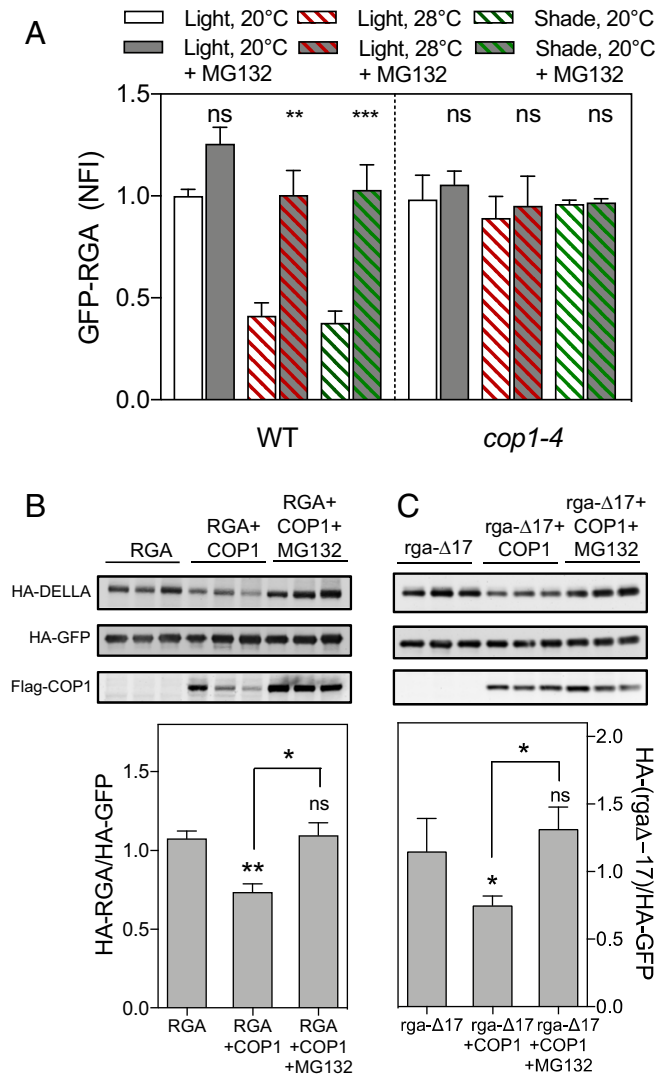 A
Light, 20°C Light, 28°C Shade, 20°C
Light, 20°C Light, 28°C Shade, 20°C
+ MG132 + MG132 + MG132
GFP-RGA (NFI)
1.5
1.0
0.5
0.0
ns ** *** ns ns ns
WT cop1-4
B
RGA RGA+ RGA+
COP1 COP1+
MG132
HA-DELLA
HA-GFP
Flag-COP1
HA-RGA/HA-GFP
1.5
1.0
0.5
0.0
*
** ns
RGA RGA RGA
+COP1 +COP1
+MG132
C
rga-Δ17 rga-Δ17+ rga-Δ17+
COP1 COP1+
MG132
HA-(rgaΔ-17)/HA-GFP
2.0
1.5
1.0
0.5
0.0
*
* ns
rga-Δ17 rga-Δ17 rga-Δ17
+COP1 +COP1
+MG132